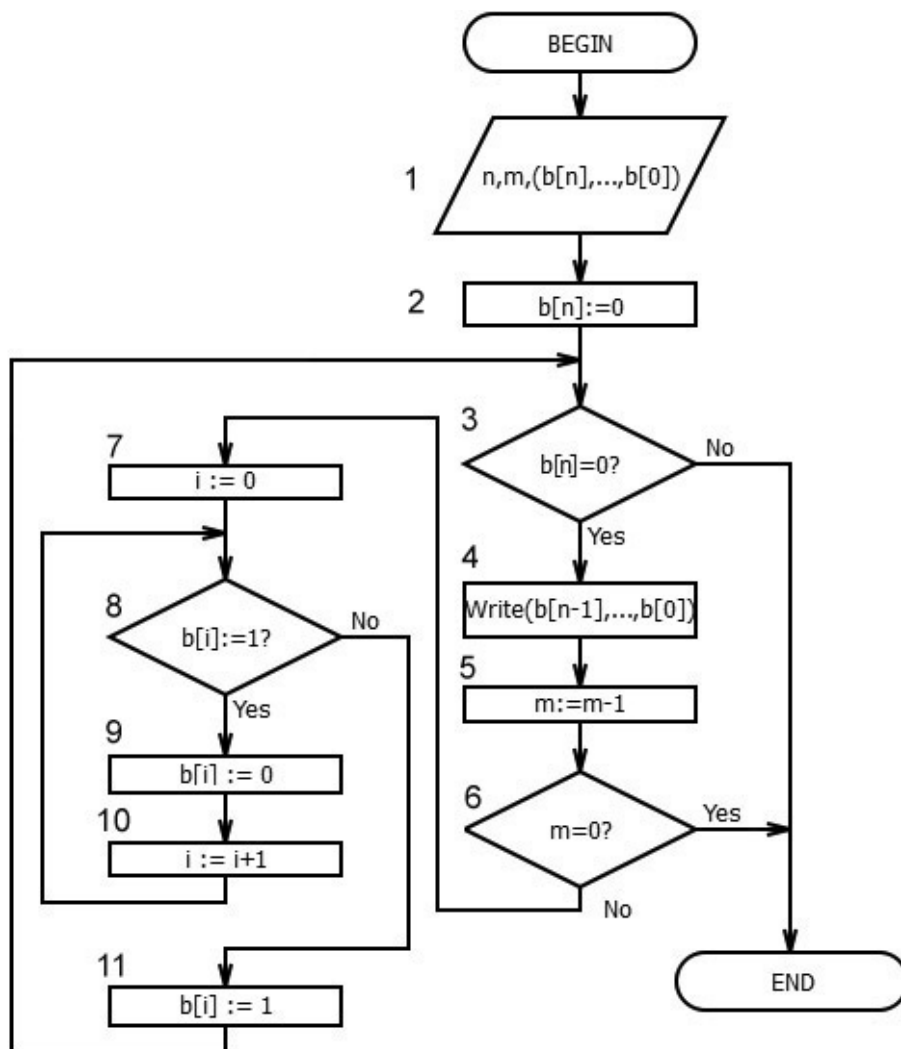 BEGIN
1
n,m,(b[n],...,b[0])
2
b[n]:=0
3
b[n]=0?
No
Yes
4
Write(b[n-1],...,b[0])
5
m:=m-1
6
m=0?
Yes
No
7
i := 0
8
b[i]:=1?
No
Yes
9
b[i] := 0
10
i := i+1
11
b[i] := 1
END